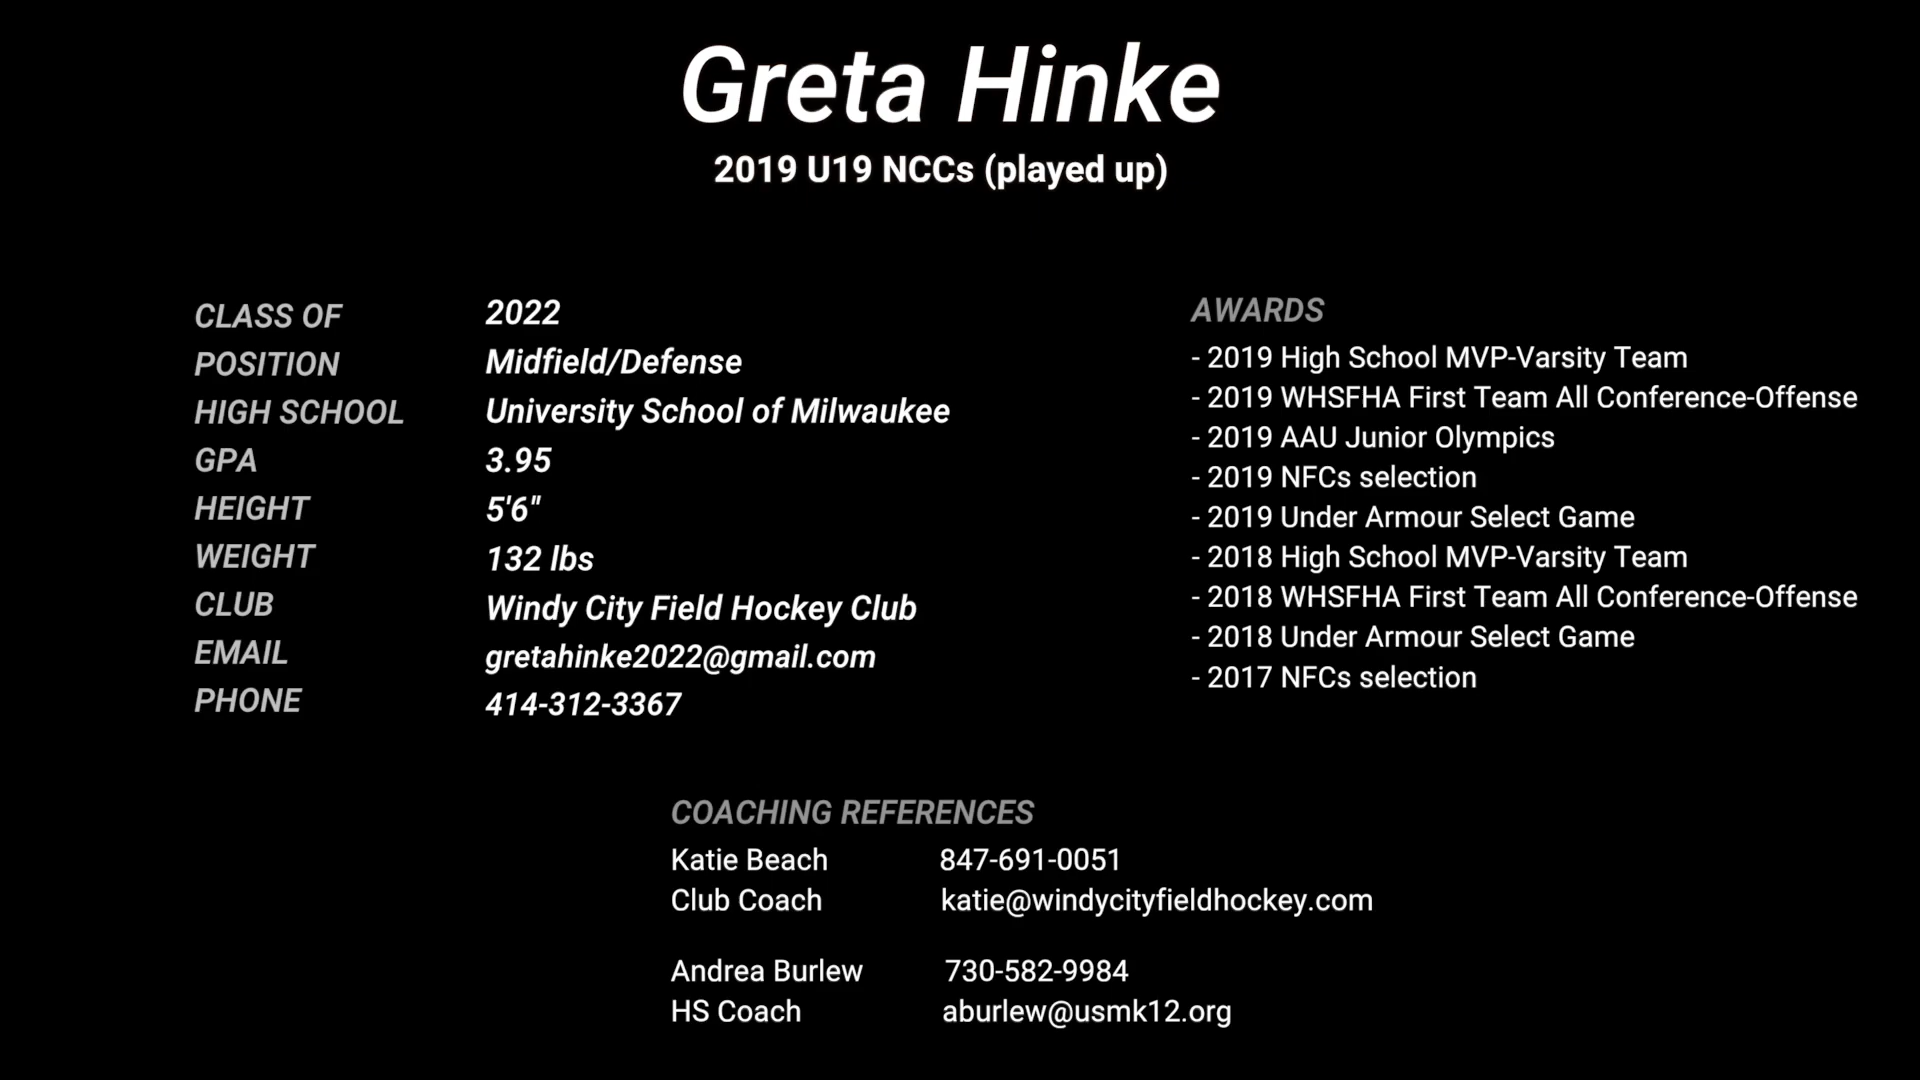 Greta Hinke
2019 U19 NCCs (played up)
CLASS OF 2022
POSITION Midfield/Defense
HIGH SCHOOL University School of Milwaukee
GPA 3.95
HEIGHT 5'6"
WEIGHT 132 lbs
CLUB Windy City Field Hockey Club
EMAIL gretahinke2022@gmail.com
PHONE 414-312-3367
AWARDS
- 2019 High School MVP-Varsity Team
- 2019 WHSFHA First Team All Conference-Offense
- 2019 AAU Junior Olympics
- 2019 NFCs selection
- 2019 Under Armour Select Game
- 2018 High School MVP-Varsity Team
- 2018 WHSFHA First Team All Conference-Offense
- 2018 Under Armour Select Game
- 2017 NFCs selection
COACHING REFERENCES
Katie Beach 847-691-0051
Club Coach katie@windycityfieldhockey.com
Andrea Burlew 730-582-9984
HS Coach aburlew@usmk12.org